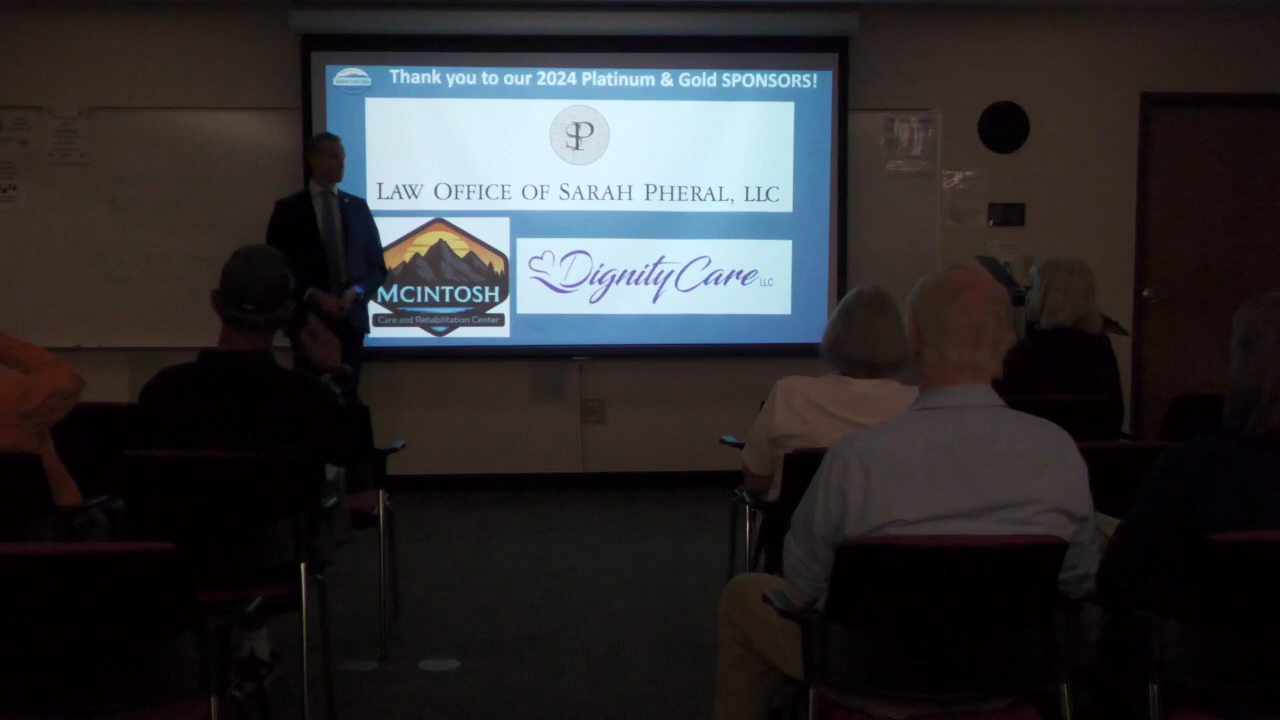 Thank you to our 2024 Platinum & Gold SPONSORS!
SP
LAW OFFICE OF SARAH PHERAL, LLC
MCINTOSH
Care and Rehabilitation Center
DignityCare LLC